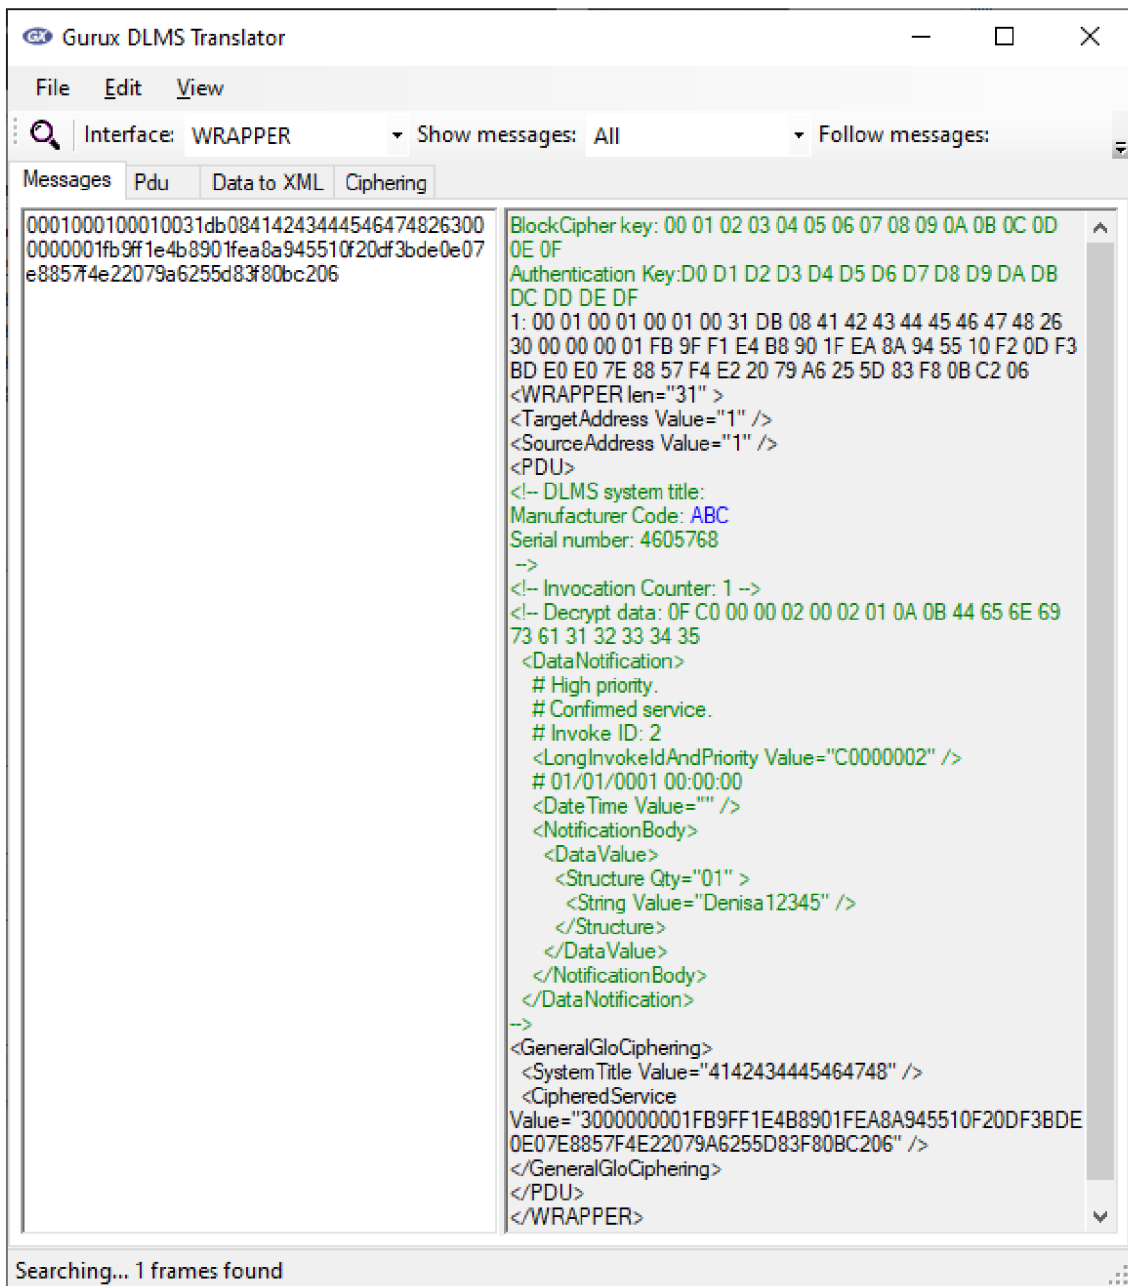 GX Gurux DLMS Translator
File Edit View
Interface: WRAPPER Show messages: All Follow messages:
Messages Pdu Data to XML Ciphering
0001000100010031db084142434445464748263000
0000001fb9ff1e4b8901fea8a945510f20df3bde0e07
e8857f4e22079a6255d83f80bc206
BlockCipher key: 00 01 02 03 04 05 06 07 08 09 0A 0B 0C 0D
0E 0F
Authentication Key:D0 D1 D2 D3 D4 D5 D6 D7 D8 D9 DA DB
DC DD DE DF
1: 00 01 00 01 00 01 00 31 DB 08 41 42 43 44 45 46 47 48 26
30 00 00 00 01 FB 9F F1 E4 B8 90 1F EA 8A 94 55 10 F2 0D F3
BD E0 E0 7E 88 57 F4 E2 20 79 A6 25 5D 83 F8 0B C2 06
<WRAPPER len="31" >
<TargetAddress Value="1" />
<SourceAddress Value="1" />
<PDU>
<!-- DLMS system title:
Manufacturer Code: ABC
Serial number: 4605768
-->
<!-- Invocation Counter: 1 -->
<!-- Decrypt data: 0F C0 00 00 02 00 02 01 0A 0B 44 65 6E 69
73 61 31 32 33 34 35
<DataNotification>
# High priority.
# Confirmed service.
# Invoke ID: 2
<LongInvokeIdAndPriority Value="C0000002" />
# 01/01/0001 00:00:00
<DateTime Value="" />
<NotificationBody>
<DataValue>
<Structure Qty="01" >
<String Value="Denisa12345" />
</Structure>
</DataValue>
</NotificationBody>
</DataNotification>
-->
<GeneralGloCiphering>
<SystemTitle Value="4142434445464748" />
<CipheredService
Value="3000000001FB9FF1E4B8901FEA8A945510F20DF3BDE
0E07E8857F4E22079A6255D83F80BC206" />
</GeneralGloCiphering>
</PDU>
</WRAPPER>
Searching... 1 frames found